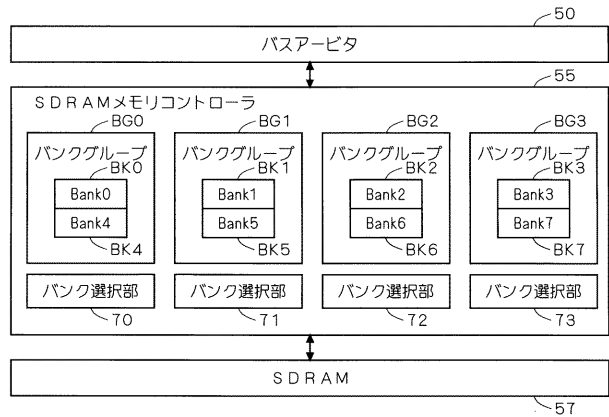 50
バスアービタ
55
SDRAMメモリコントローラ
BG0 BG1 BG2 BG3
バンクグループ バンクグループ バンクグループ バンクグループ
BK0 BK1 BK2 BK3
Bank0 Bank1 Bank2 Bank3
Bank4 Bank5 Bank6 Bank7
BK4 BK5 BK6 BK7
バンク選択部 バンク選択部 バンク選択部 バンク選択部
70 71 72 73
SDRAM
57